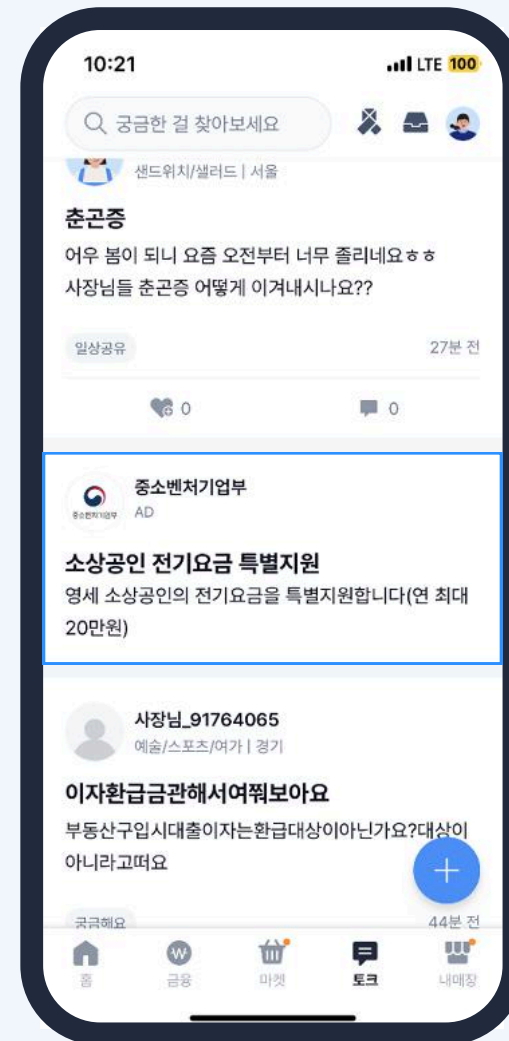 10:21
LTE 100
궁금한 걸 찾아보세요
샌드위치/샐러드 | 서울
춘곤증
어우 봄이 되니 요즘 오전부터 너무 졸리네요ㅎㅎ
사장님들 춘곤증 어떻게 이겨내시나요??
일상공유
27분 전
0
0
중소벤처기업부
중소벤처기업부
AD
소상공인 전기요금 특별지원
영세 소상공인의 전기요금을 특별지원합니다(연 최대
20만원)
사장님_91764065
예술/스포츠/여가 | 경기
이자환급금관해서여쭤보아요
부동산구입시대출이자는환급대상이아닌가요?대상이
아니라고떠요
궁금해요
44분 전
홈
금융
마켓
토크
내매장